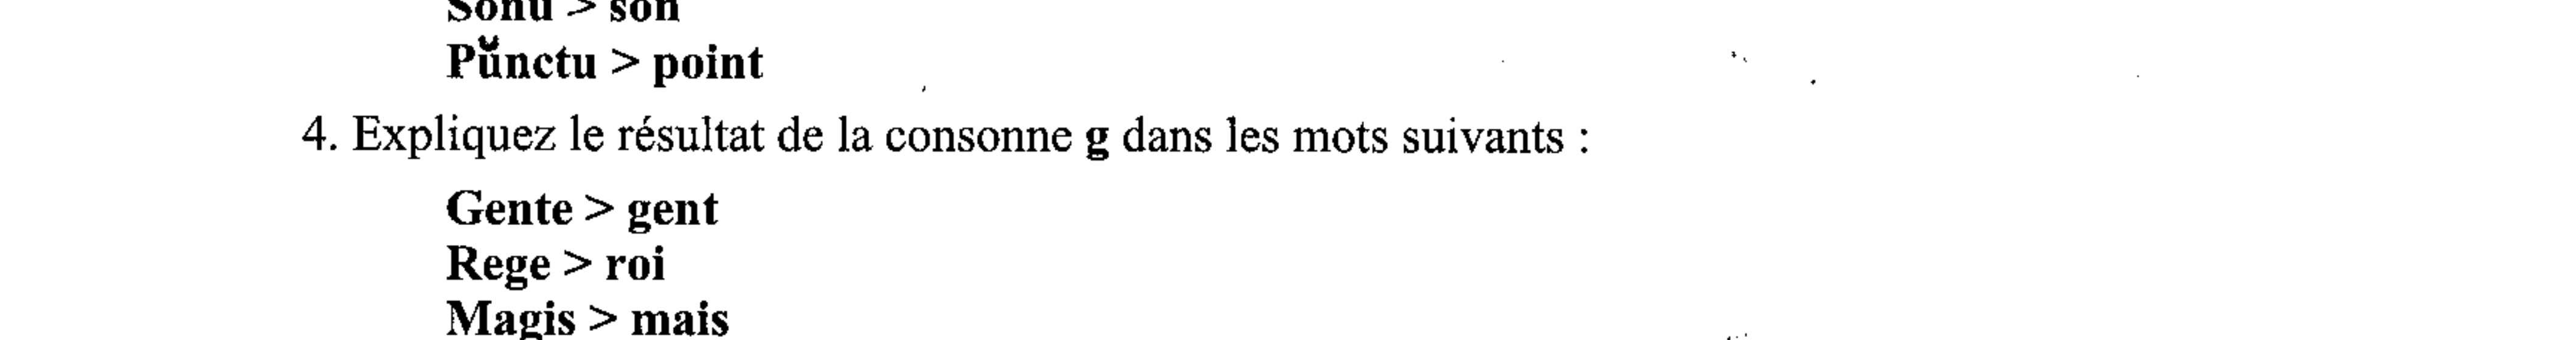 Sonu > son
Pŭnctu > point
4. Expliquez le résultat de la consonne g dans les mots suivants :
Gente > gent
Rege > roi
Magis > mais